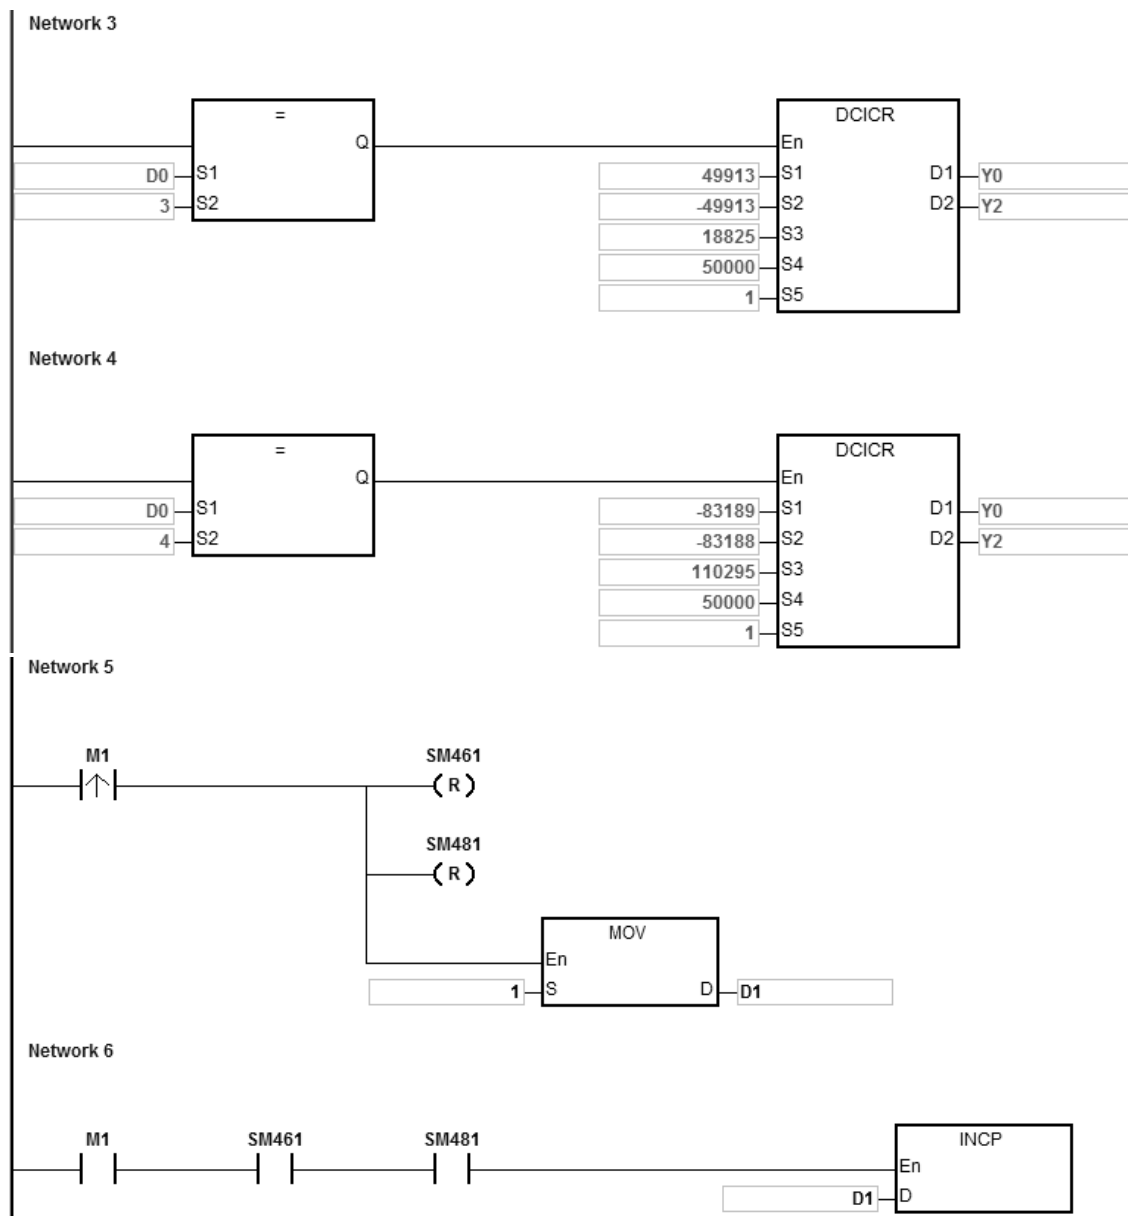 Network 3
=
Q
D0 S1
3 S2
DCICR
En
49913 S1 D1 Y0
-49913 S2 D2 Y2
18825 S3
50000 S4
1 S5
Network 4
=
Q
D0 S1
4 S2
DCICR
En
-83189 S1 D1 Y0
-83188 S2 D2 Y2
110295 S3
50000 S4
1 S5
Network 5
M1 SM461
R
SM481
R
MOV
En
1 S D D1
Network 6
M1 SM461 SM481 INCP
En
D1 D